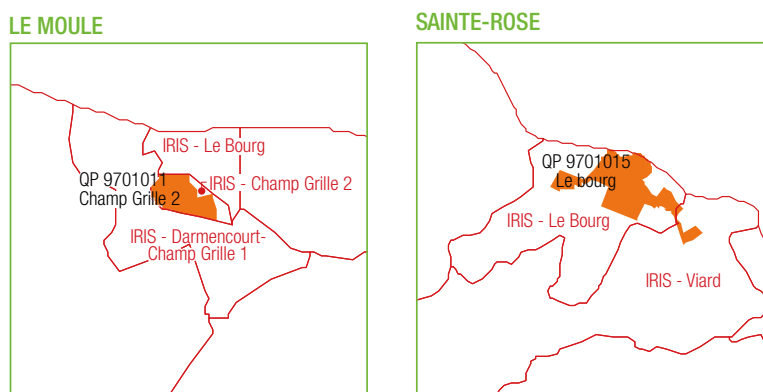 LE MOULE
IRIS - Le Bourg
QP 9701011
Champ Grille 2
IRIS - Champ Grille 2
IRIS - Darmencourt-
Champ Grille 1
SAINTE-ROSE
QP 9701015
Le bourg
IRIS - Le Bourg
IRIS - Viard